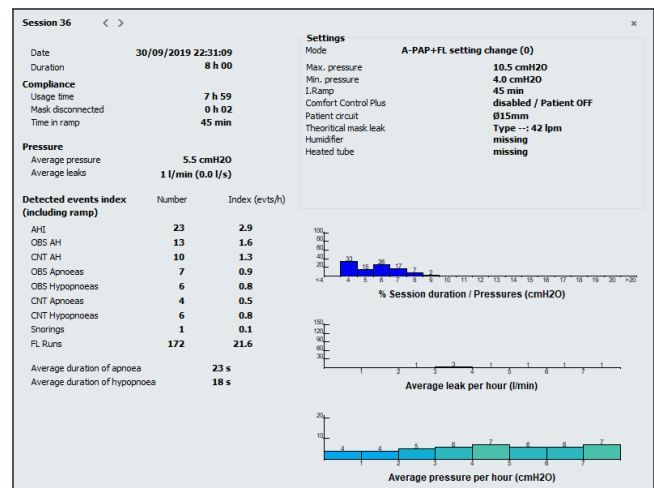 Session 36 < > ×
Date 30/09/2019 22:31:09
Duration 8 h 00
Compliance
Usage time 7 h 59
Mask disconnected 0 h 02
Time in ramp 45 min
Pressure
Average pressure 5.5 cmH2O
Average leaks 1 l/min (0.0 l/s)
Detected events index Number Index (evts/h)
(including ramp)
AHI 23 2.9
OBS AH 13 1.6
CNT AH 10 1.3
OBS Apnoeas 7 0.9
OBS Hypopnoeas 6 0.8
CNT Apnoeas 4 0.5
CNT Hypopnoeas 6 0.8
Snorings 1 0.1
FL Runs 172 21.6
Average duration of apnoea 23 s
Average duration of hypopnoea 18 s
Settings
Mode A-PAP+FL setting change (0)
Max. pressure 10.5 cmH2O
Min. pressure 4.0 cmH2O
I.Ramp 45 min
Comfort Control Plus disabled / Patient OFF
Patient circuit Ø15mm
Theoritical mask leak Type --: 42 lpm
Humidifier missing
Heated tube missing
100
80
60
40
20
33 15 26 17 7 2
<4 4 5 6 7 8 9 10 11 12 13 14 15 16 17 18 19 20 >20
% Session duration / Pressures (cmH2O)
150
120
90
60
30
1 3 1 1 1 1
1 2 3 4 5 6 7
Average leak per hour (l/min)
20
10
4 4 5 6 7 6 6 7
1 2 3 4 5 6 7
Average pressure per hour (cmH2O)